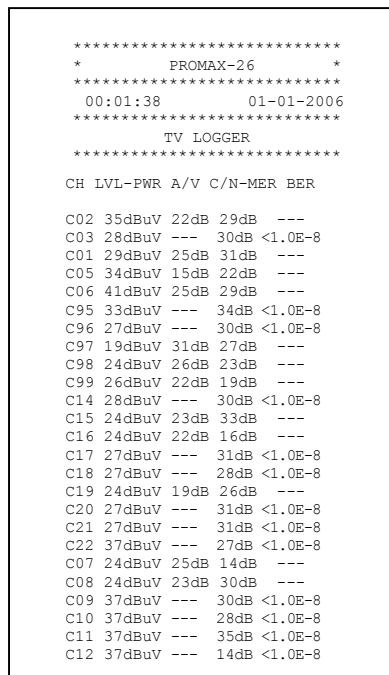 ****************************
* PROMAX-26 *
****************************
00:01:38 01-01-2006
****************************
TV LOGGER
****************************
CH LVL-PWR A/V C/N-MER BER
C02 35dBuV 22dB 29dB ---
C03 28dBuV --- 30dB <1.0E-8
C01 29dBuV 25dB 31dB ---
C05 34dBuV 15dB 22dB ---
C06 41dBuV 25dB 29dB ---
C95 33dBuV --- 34dB <1.0E-8
C96 27dBuV --- 30dB <1.0E-8
C97 19dBuV 31dB 27dB ---
C98 24dBuV 26dB 23dB ---
C99 26dBuV 22dB 19dB ---
C14 28dBuV --- 30dB <1.0E-8
C15 24dBuV 23dB 33dB ---
C16 24dBuV 22dB 16dB ---
C17 27dBuV --- 31dB <1.0E-8
C18 27dBuV --- 28dB <1.0E-8
C19 24dBuV 19dB 26dB ---
C20 27dBuV --- 31dB <1.0E-8
C21 27dBuV --- 31dB <1.0E-8
C22 37dBuV --- 27dB <1.0E-8
C07 24dBuV 25dB 14dB ---
C08 24dBuV 23dB 30dB ---
C09 37dBuV --- 30dB <1.0E-8
C10 37dBuV --- 28dB <1.0E-8
C11 37dBuV --- 35dB <1.0E-8
C12 37dBuV --- 14dB <1.0E-8